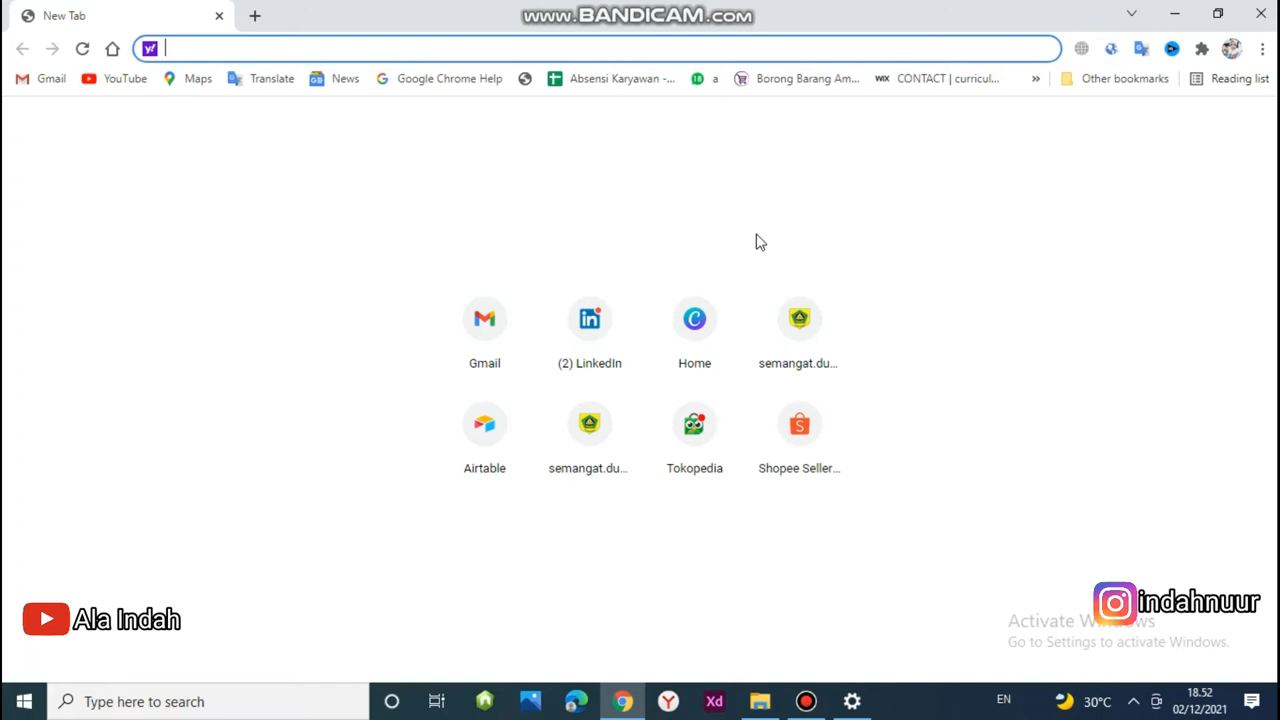 New Tab
www.BANDICAM.com
y!
Gmail
YouTube
Maps
Translate
News
Google Chrome Help
Absensi Karyawan -...
18 a
Borong Barang Am...
WIX CONTACT | curricul...
»
Other bookmarks
Reading list
Gmail
(2) LinkedIn
Home
semangat.du...
Airtable
semangat.du...
Tokopedia
Shopee Seller...
Ala Indah
indahnuur
Activate Windows
Go to Settings to activate Windows.
Type here to search
Xd
EN
30°C
18.52
02/12/2021